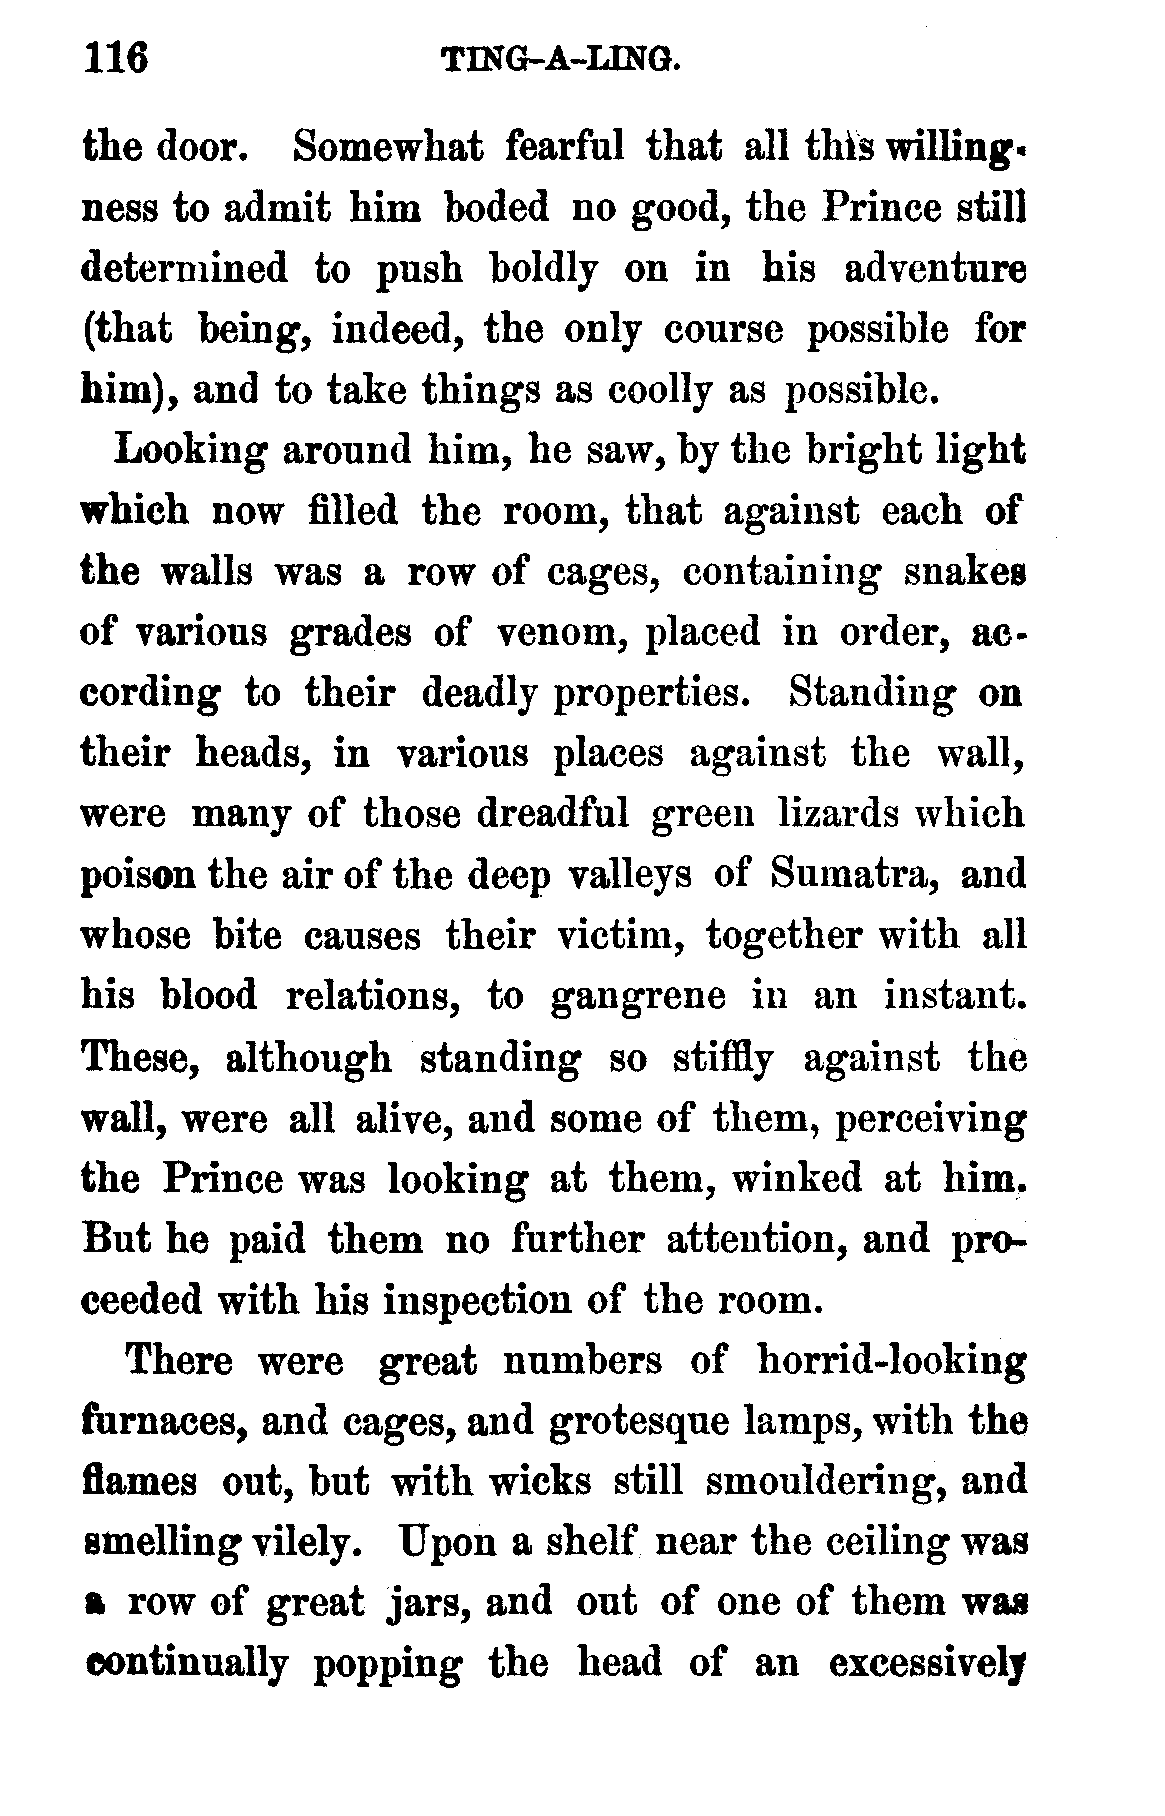 116 TING-A-LING.
the door. Somewhat fearful that all this willing-
ness to admit him boded no good, the Prince still
determined to push boldly on in his adventure
(that being, indeed, the only course possible for
him), and to take things as coolly as possible.
Looking around him, he saw, by the bright light
which now filled the room, that against each of
the walls was a row of cages, containing snakes
of various grades of venom, placed in order, ac-
cording to their deadly properties. Standing on
their heads, in various places against the wall,
were many of those dreadful green lizards which
poison the air of the deep valleys of Sumatra, and
whose bite causes their victim, together with all
his blood relations, to gangrene in an instant.
These, although standing so stiffly against the
wall, were all alive, and some of them, perceiving
the Prince was looking at them, winked at him.
But he paid them no further attention, and pro-
ceeded with his inspection of the room.
There were great numbers of horrid-looking
furnaces, and cages, and grotesque lamps, with the
flames out, but with wicks still smouldering, and
smelling vilely. Upon a shelf near the ceiling was
a row of great jars, and out of one of them was
continually popping the head of an excessively